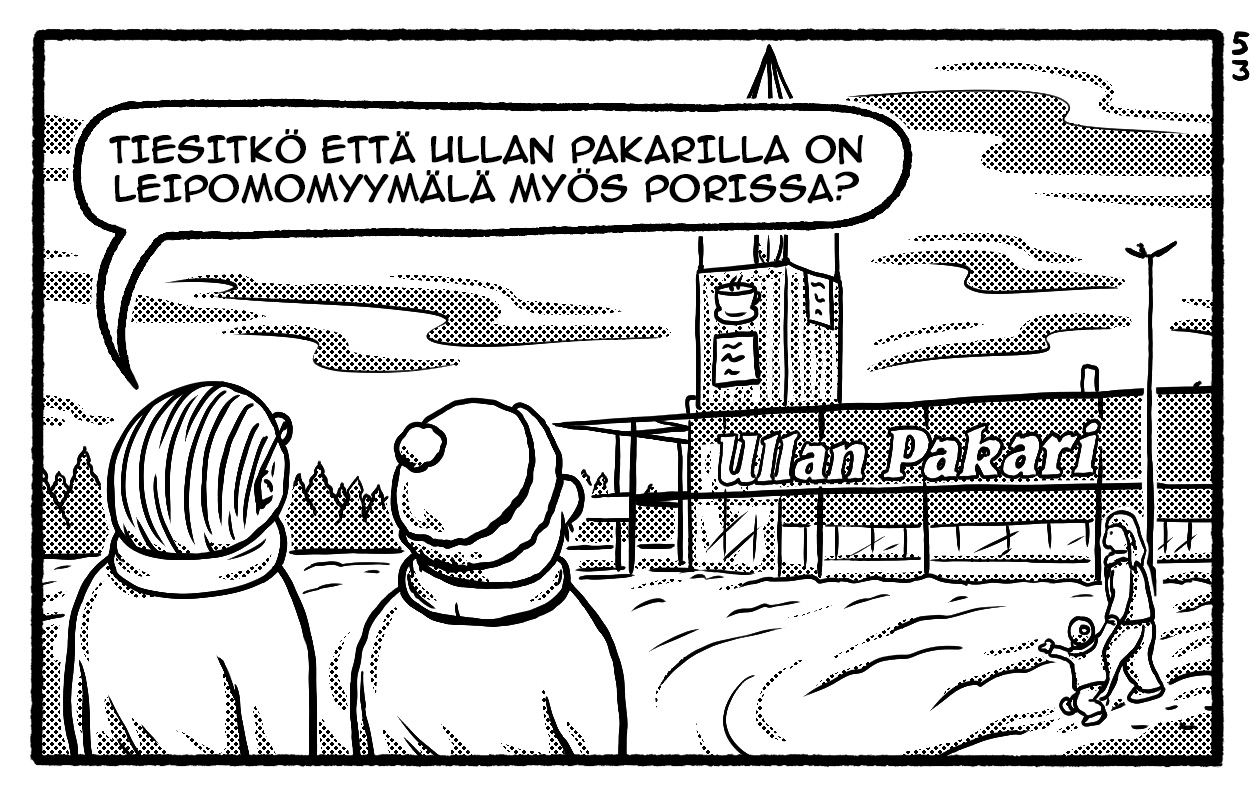 TIESITKÖ ETTÄ ULLAN PAKARILLA ON
LEIPOMOMYYMÄLÄ MYÖS PORISSA?
Ullan Pakari
5
3